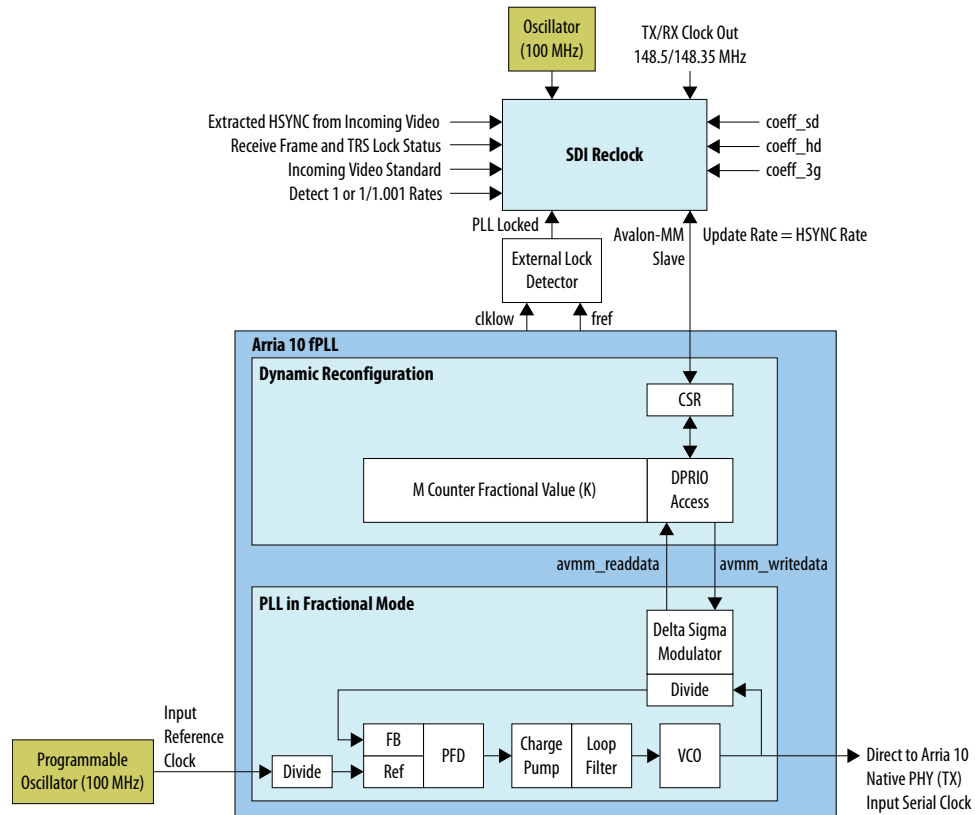 Oscillator
(100 MHz)
TX/RX Clock Out
148.5/148.35 MHz
Extracted HSYNC from Incoming Video
Receive Frame and TRS Lock Status
Incoming Video Standard
Detect 1 or 1/1.001 Rates
SDI Reclock
coeff_sd
coeff_hd
coeff_3g
PLL Locked
Avalon-MM
Slave
Update Rate = HSYNC Rate
External Lock
Detector
clklow
fref
Arria 10 fPLL
Dynamic Reconfiguration
CSR
M Counter Fractional Value (K)
DPRIO
Access
avmm_readdata
avmm_writedata
PLL in Fractional Mode
Delta Sigma
Modulator
Divide
Input
Reference
Clock
Programmable
Oscillator (100 MHz)
Divide
FB
Ref
PFD
Charge
Pump
Loop
Filter
VCO
Direct to Arria 10
Native PHY (TX)
Input Serial Clock